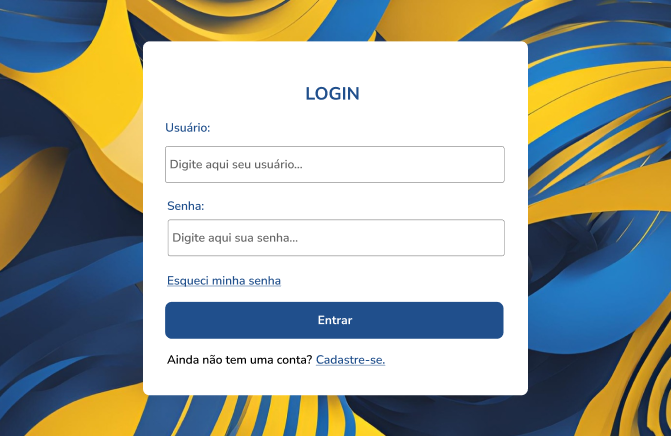 LOGIN
Usuário:
Digite aqui seu usuário...
Senha:
Digite aqui sua senha...
Esqueci minha senha
Entrar
Ainda não tem uma conta? Cadastre-se.